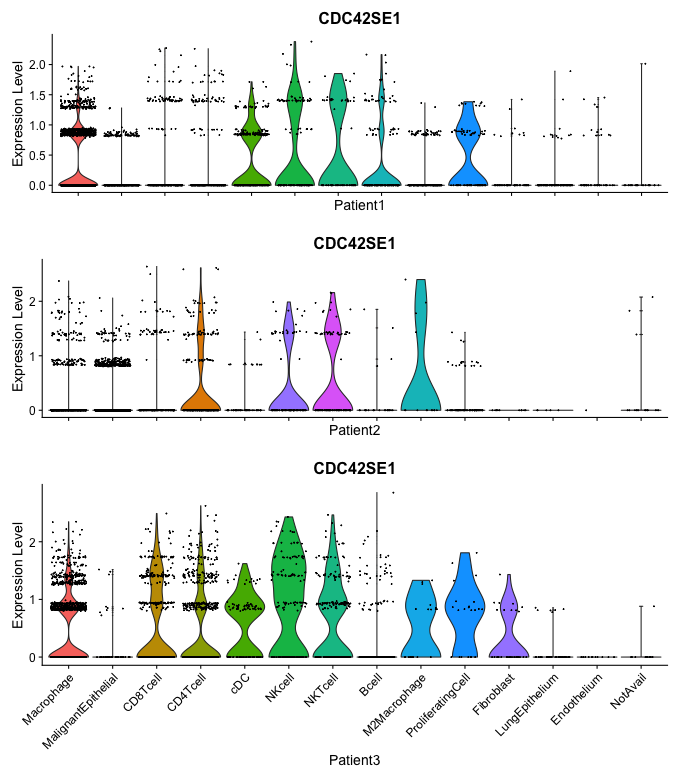 CDC42SE1
Expression Level
2.0
1.5
1.0
0.5
0.0
Patient1
CDC42SE1
Expression Level
2
1
0
Patient2
CDC42SE1
Expression Level
2
1
0
Macrophage
MalignantEpithelial
CD8Tcell
CD4Tcell
cDC
NKcell
NKTcell
Bcell
M2Macrophage
ProliferatingCell
Fibroblast
LungEpithelium
Endothelium
NotAvail
Patient3